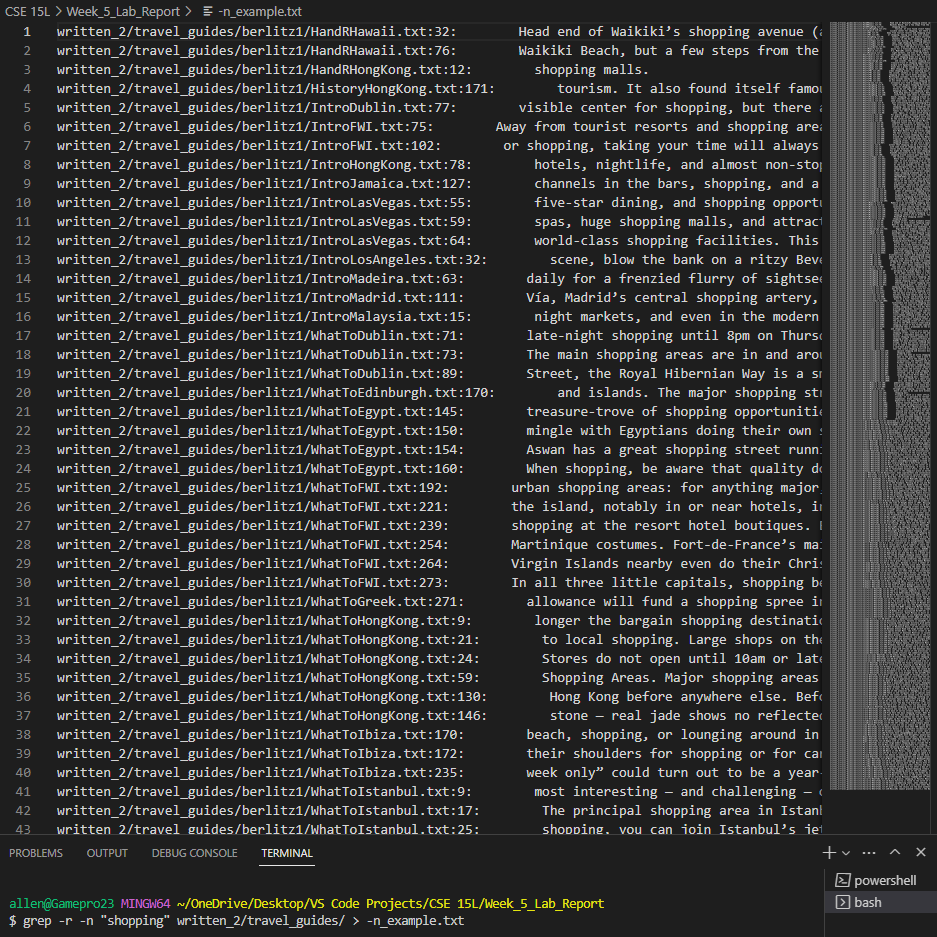 CSE 15L > Week_5_Lab_Report > -n_example.txt
1 written_2/travel_guides/berlitz1/HandRHawaii.txt:32: Head end of Waikiki’s shopping avenue
2 written_2/travel_guides/berlitz1/HandRHawaii.txt:76: Waikiki Beach, but a few steps from the
3 written_2/travel_guides/berlitz1/HandRHongKong.txt:12: shopping malls.
4 written_2/travel_guides/berlitz1/HistoryHongKong.txt:171: tourism. It also found itself famou
5 written_2/travel_guides/berlitz1/IntroDublin.txt:77: visible center for shopping, but there
6 written_2/travel_guides/berlitz1/IntroFWI.txt:75: Away from tourist resorts and shopping area
7 written_2/travel_guides/berlitz1/IntroFWI.txt:102: or shopping, taking your time will always
8 written_2/travel_guides/berlitz1/IntroHongKong.txt:78: hotels, nightlife, and almost non-stop
9 written_2/travel_guides/berlitz1/IntroJamaica.txt:127: channels in the bars, shopping, and a
10 written_2/travel_guides/berlitz1/IntroLasVegas.txt:55: five-star dining, and shopping opportu
11 written_2/travel_guides/berlitz1/IntroLasVegas.txt:59: spas, huge shopping malls, and attract
12 written_2/travel_guides/berlitz1/IntroLasVegas.txt:64: world-class shopping facilities. This
13 written_2/travel_guides/berlitz1/IntroLosAngeles.txt:32: scene, blow the bank on a ritzy Beve
14 written_2/travel_guides/berlitz1/IntroMadeira.txt:63: daily for a frenzied flurry of sightsee
15 written_2/travel_guides/berlitz1/IntroMadrid.txt:111: Vía, Madrid’s central shopping artery,
16 written_2/travel_guides/berlitz1/IntroMalaysia.txt:15: night markets, and even in the modern
17 written_2/travel_guides/berlitz1/WhatToDublin.txt:71: late-night shopping until 8pm on Thursd
18 written_2/travel_guides/berlitz1/WhatToDublin.txt:73: The main shopping areas are in and arou
19 written_2/travel_guides/berlitz1/WhatToDublin.txt:89: Street, the Royal Hibernian Way is a sm
20 written_2/travel_guides/berlitz1/WhatToEdinburgh.txt:170: and islands. The major shopping str
21 written_2/travel_guides/berlitz1/WhatToEgypt.txt:145: treasure-trove of shopping opportunitie
22 written_2/travel_guides/berlitz1/WhatToEgypt.txt:150: mingle with Egyptians doing their own
23 written_2/travel_guides/berlitz1/WhatToEgypt.txt:154: Aswan has a great shopping street runni
24 written_2/travel_guides/berlitz1/WhatToEgypt.txt:160: When shopping, be aware that quality do
25 written_2/travel_guides/berlitz1/WhatToFWI.txt:192: urban shopping areas: for anything major
26 written_2/travel_guides/berlitz1/WhatToFWI.txt:221: the island, notably in or near hotels, in
27 written_2/travel_guides/berlitz1/WhatToFWI.txt:239: shopping at the resort hotel boutiques.
28 written_2/travel_guides/berlitz1/WhatToFWI.txt:254: Martinique costumes. Fort-de-France’s mai
29 written_2/travel_guides/berlitz1/WhatToFWI.txt:264: Virgin Islands nearby even do their Chris
30 written_2/travel_guides/berlitz1/WhatToFWI.txt:273: In all three little capitals, shopping be
31 written_2/travel_guides/berlitz1/WhatToGreek.txt:271: allowance will fund a shopping spree in
32 written_2/travel_guides/berlitz1/WhatToHongKong.txt:9: longer the bargain shopping destinatio
33 written_2/travel_guides/berlitz1/WhatToHongKong.txt:21: to local shopping. Large shops on the
34 written_2/travel_guides/berlitz1/WhatToHongKong.txt:24: Stores do not open until 10am or late
35 written_2/travel_guides/berlitz1/WhatToHongKong.txt:59: Shopping Areas. Major shopping areas
36 written_2/travel_guides/berlitz1/WhatToHongKong.txt:130: Hong Kong before anywhere else. Befo
37 written_2/travel_guides/berlitz1/WhatToHongKong.txt:146: stone — real jade shows no reflected
38 written_2/travel_guides/berlitz1/WhatToIbiza.txt:170: beach, shopping, or lounging around in
39 written_2/travel_guides/berlitz1/WhatToIbiza.txt:172: their shoulders for shopping or for car
40 written_2/travel_guides/berlitz1/WhatToIbiza.txt:235: week only” could turn out to be a year-
41 written_2/travel_guides/berlitz1/WhatToIstanbul.txt:9: most interesting — and challenging —
42 written_2/travel_guides/berlitz1/WhatToIstanbul.txt:17: The principal shopping area in Istanb
43 written_2/travel_guides/berlitz1/WhatToIstanbul.txt:25: shopping, you can join Istanbul’s jet
PROBLEMS OUTPUT DEBUG CONSOLE TERMINAL
powershell
bash
allen@Gamepro23 MINGW64 ~/OneDrive/Desktop/VS Code Projects/CSE 15L/Week_5_Lab_Report
$ grep -r -n "shopping" written_2/travel_guides/ > -n_example.txt